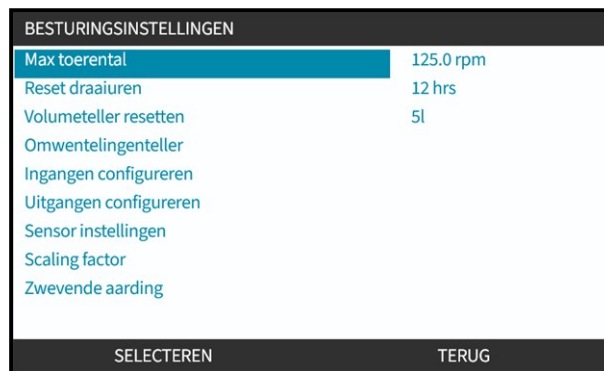 BESTURINGSINSTELLINGEN
Max toerental 125.0 rpm
Reset draaiuren 12 hrs
Volumeteller resetten 5l
Omwentelingenteller
Ingangen configureren
Uitgangen configureren
Sensor instellingen
Scaling factor
Zwevende aarding
SELECTEREN TERUG